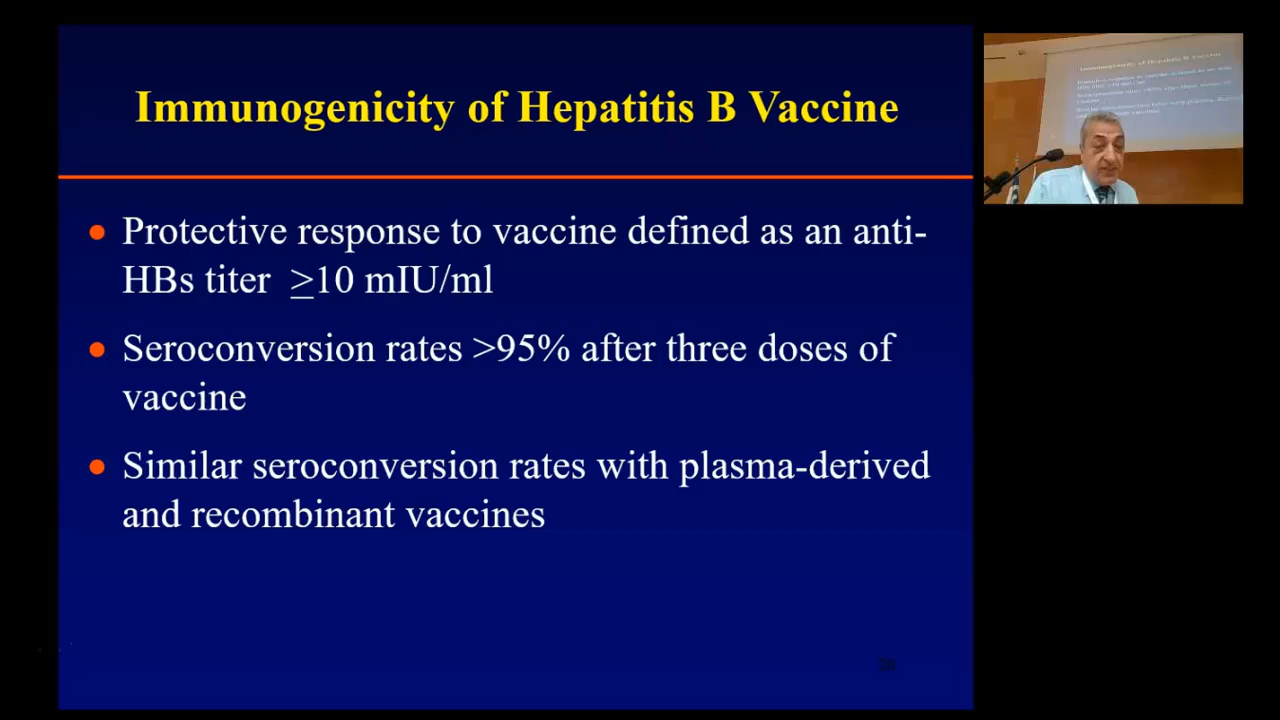 Immunogenicity of Hepatitis B Vaccine
Protective response to vaccine defined as an anti-
HBs titer ≥10 mIU/ml
Seroconversion rates >95% after three doses of
vaccine
Similar seroconversion rates with plasma-derived
and recombinant vaccines